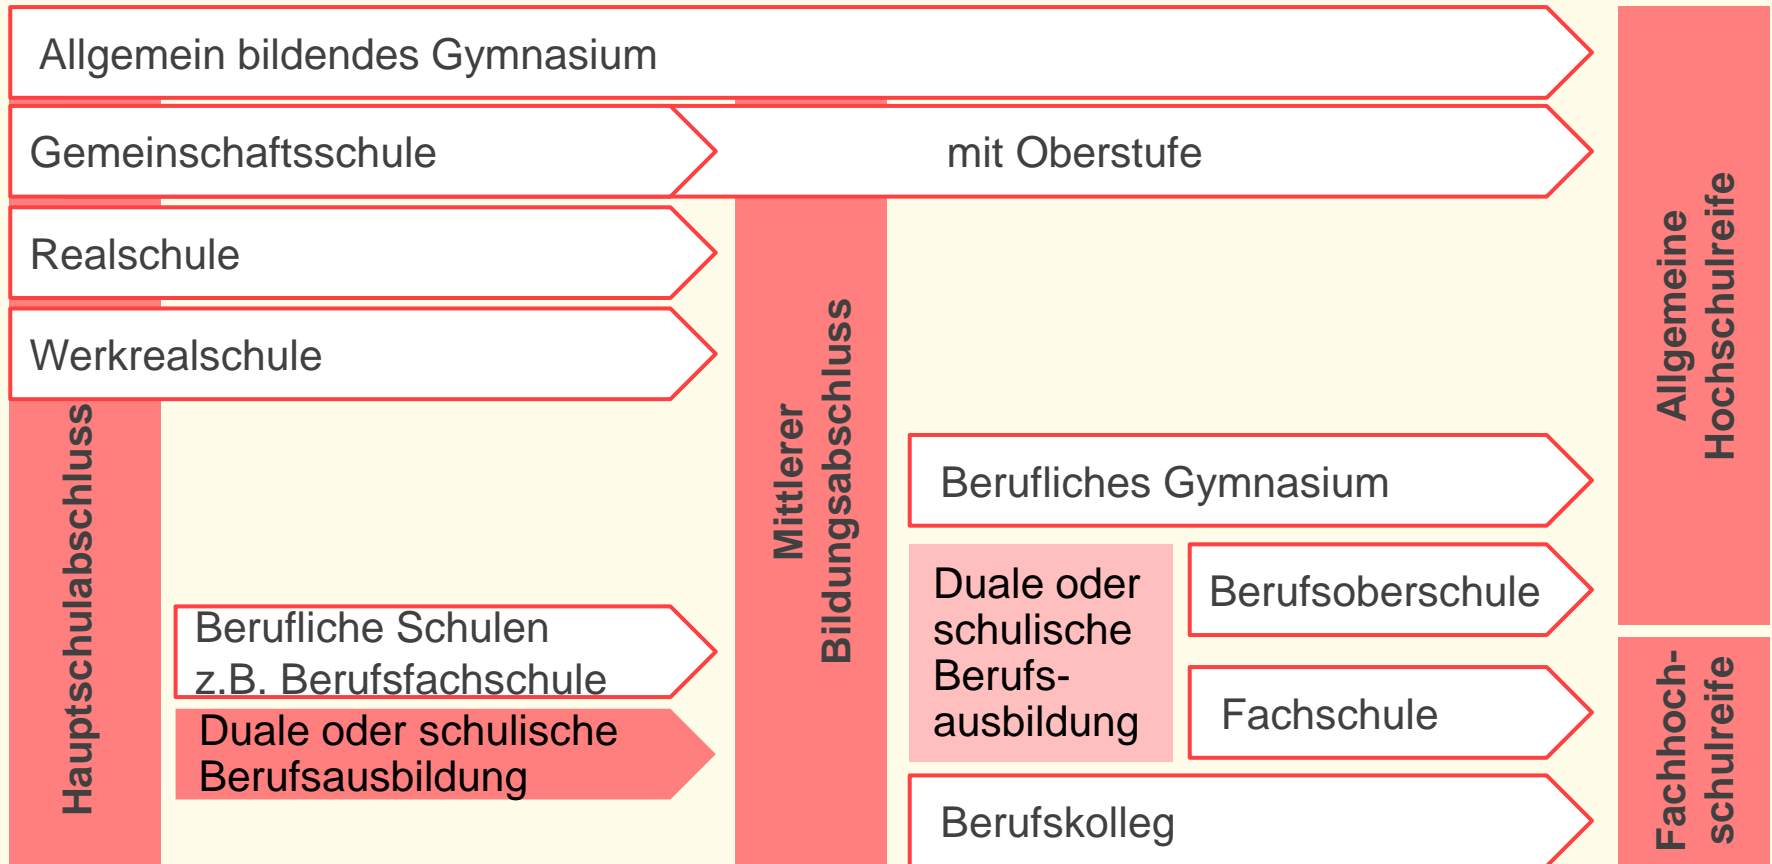 Allgemein bildendes Gymnasium
Gemeinschaftsschule
mit Oberstufe
Realschule
Werkrealschule
Hauptschulabschluss
Berufliche Schulen
z.B. Berufsfachschule
Duale oder schulische
Berufsausbildung
Mittlerer
Bildungsabschluss
Berufliches Gymnasium
Duale oder
schulische
Berufs-
ausbildung
Berufsoberschule
Fachschule
Berufskolleg
Allgemeine
Hochschulreife
Fachhoch-
schulreife